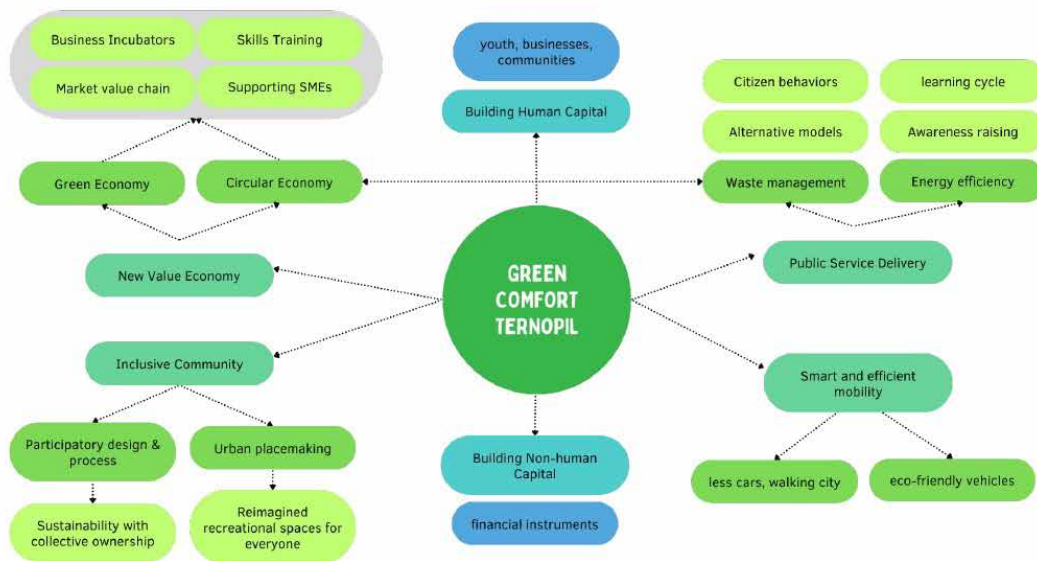 Business Incubators
Skills Training
Market value chain
Supporting SMEs
Green Economy
Circular Economy
New Value Economy
Inclusive Community
Participatory design &
process
Urban placemaking
Sustainability with
collective ownership
Reimagined
recreational spaces for
everyone
youth, businesses,
communities
Building Human Capital
GREEN
COMFORT
TERNOPIL
Building Non-human
Capital
financial instruments
Citizen behaviors
learning cycle
Alternative models
Awareness raising
Waste management
Energy efficiency
Public Service Delivery
Smart and efficient
mobility
less cars, walking city
eco-friendly vehicles